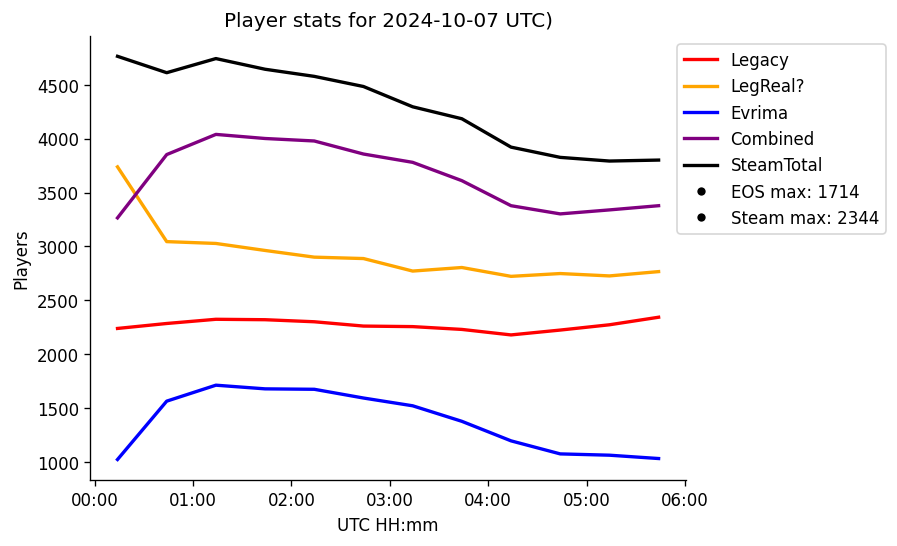 Player stats for 2024-10-07 UTC)
Legacy
LegReal?
Evrima
Combined
SteamTotal
EOS max: 1714
Steam max: 2344
Players
4500
4000
3500
3000
2500
2000
1500
1000
00:00 01:00 02:00 03:00 04:00 05:00 06:00
UTC HH:mm